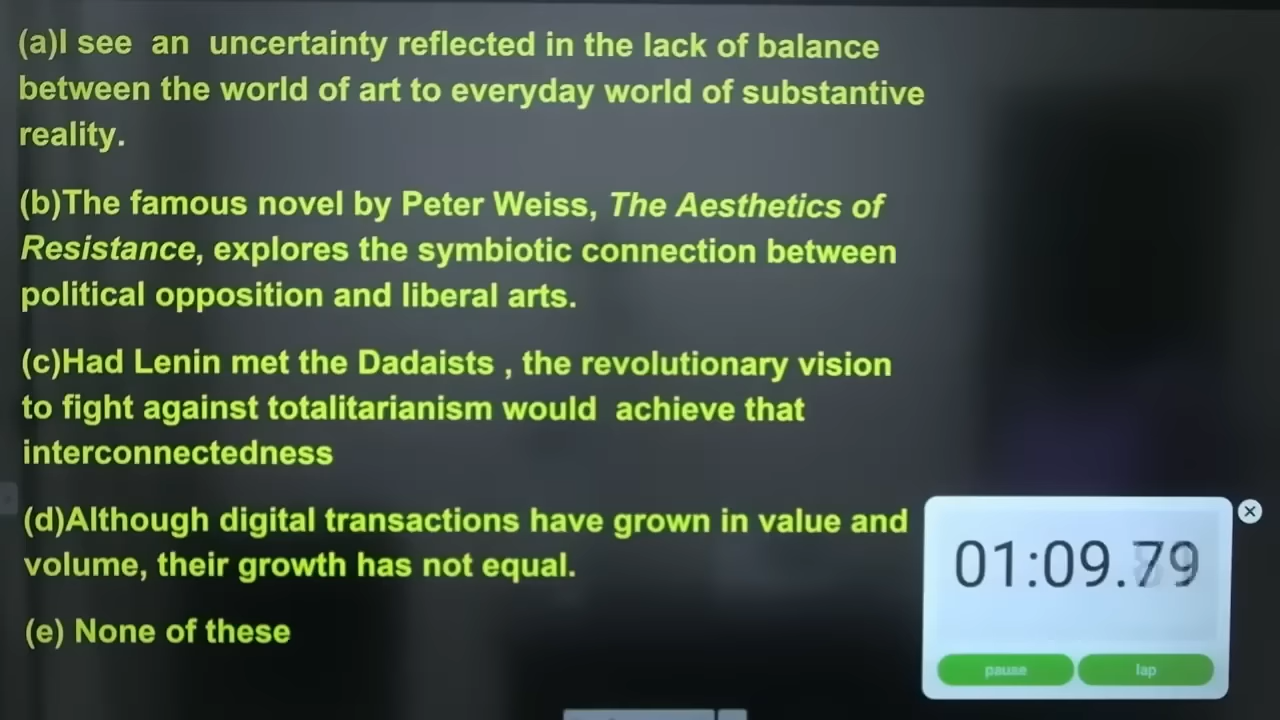 (a)I see an uncertainty reflected in the lack of balance
between the world of art to everyday world of substantive
reality.
(b)The famous novel by Peter Weiss, The Aesthetics of
Resistance, explores the symbiotic connection between
political opposition and liberal arts.
(c)Had Lenin met the Dadaists , the revolutionary vision
to fight against totalitarianism would achieve that
interconnectedness
(d)Although digital transactions have grown in value and
volume, their growth has not equal.
(e) None of these
01:09.79
pause lap